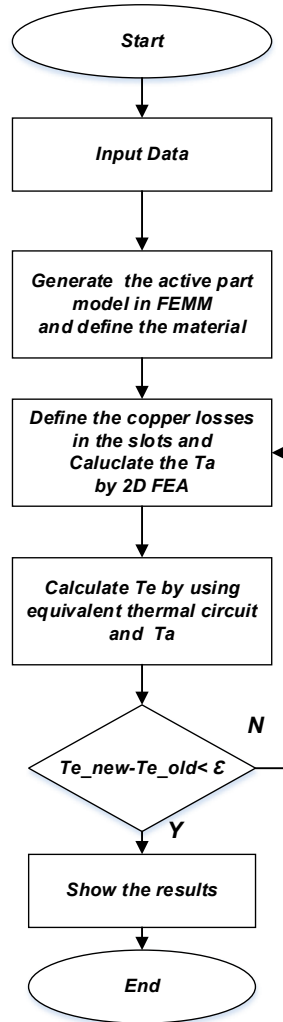 Start
Input Data
Generate the active part
model in FEMM
and define the material
Define the copper losses
in the slots and
Caluclate the Ta
by 2D FEA
Calculate Te by using
equivalent thermal circuit
and Ta
N
Te_new-Te_old< Ɛ
Y
Show the results
End